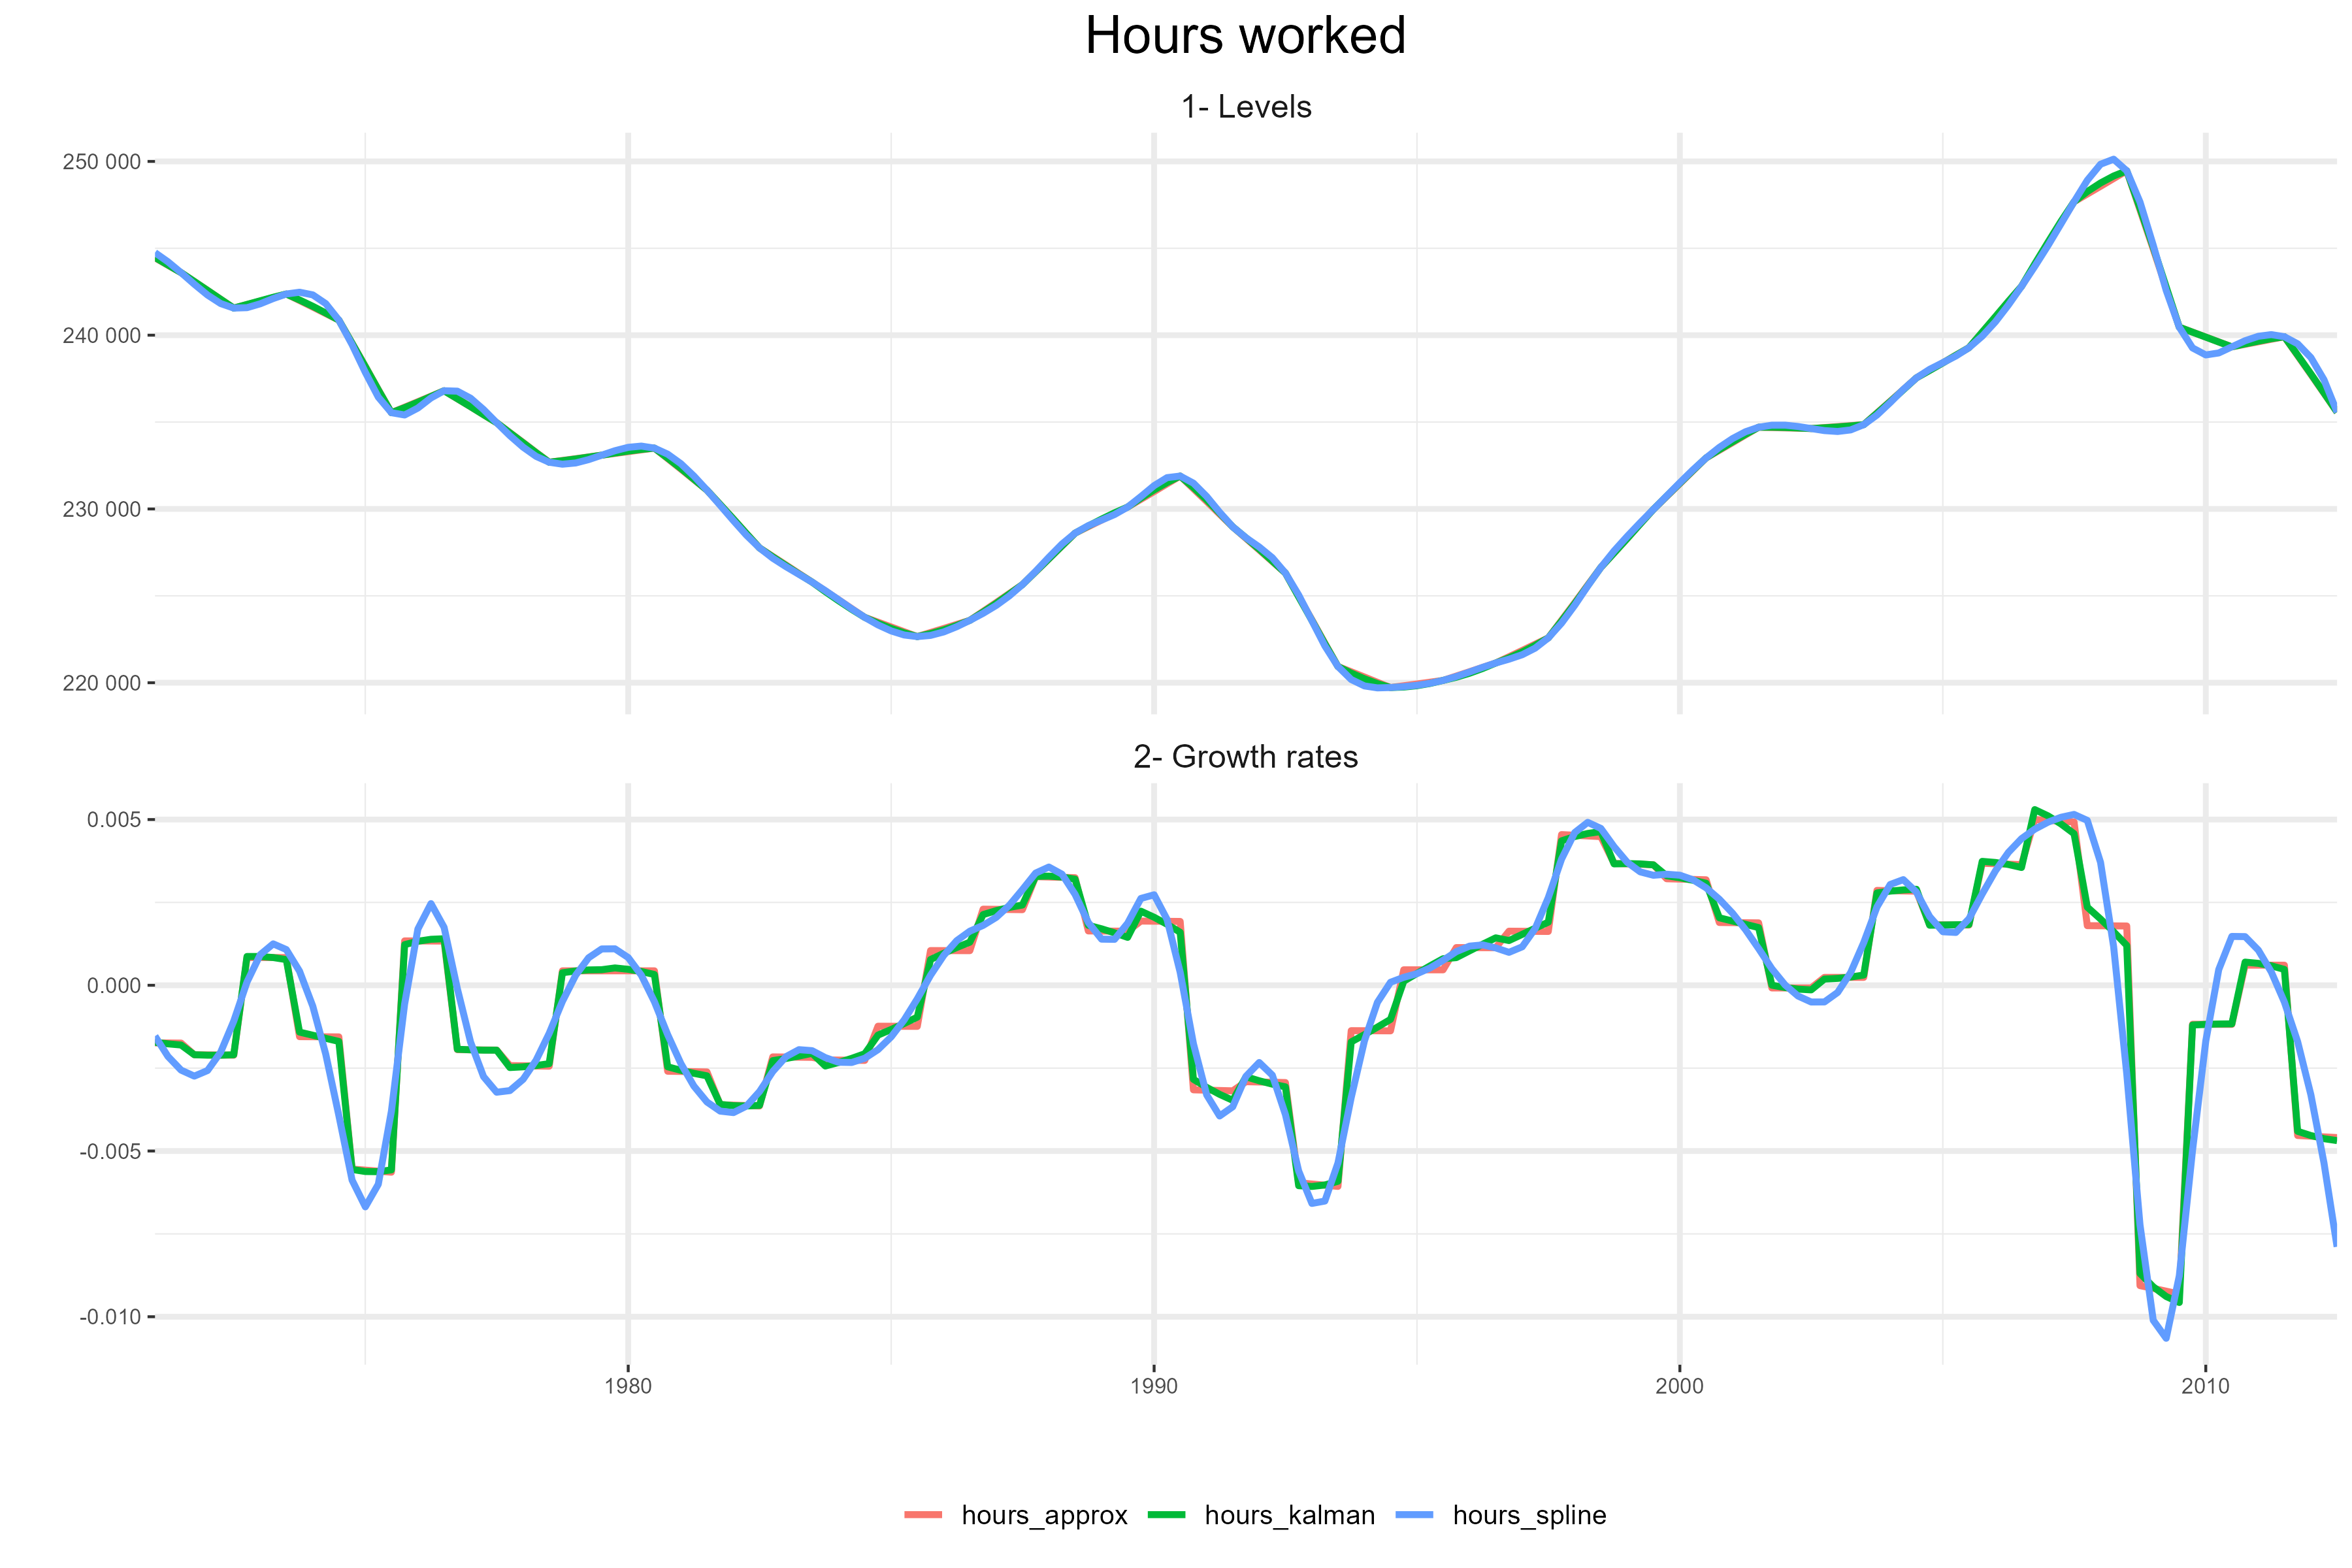 Hours worked
1- Levels
250 000
240 000
230 000
220 000
2- Growth rates
0.005
0.000
-0.005
-0.010
1980 1990 2000 2010
hours_approx hours_kalman hours_spline